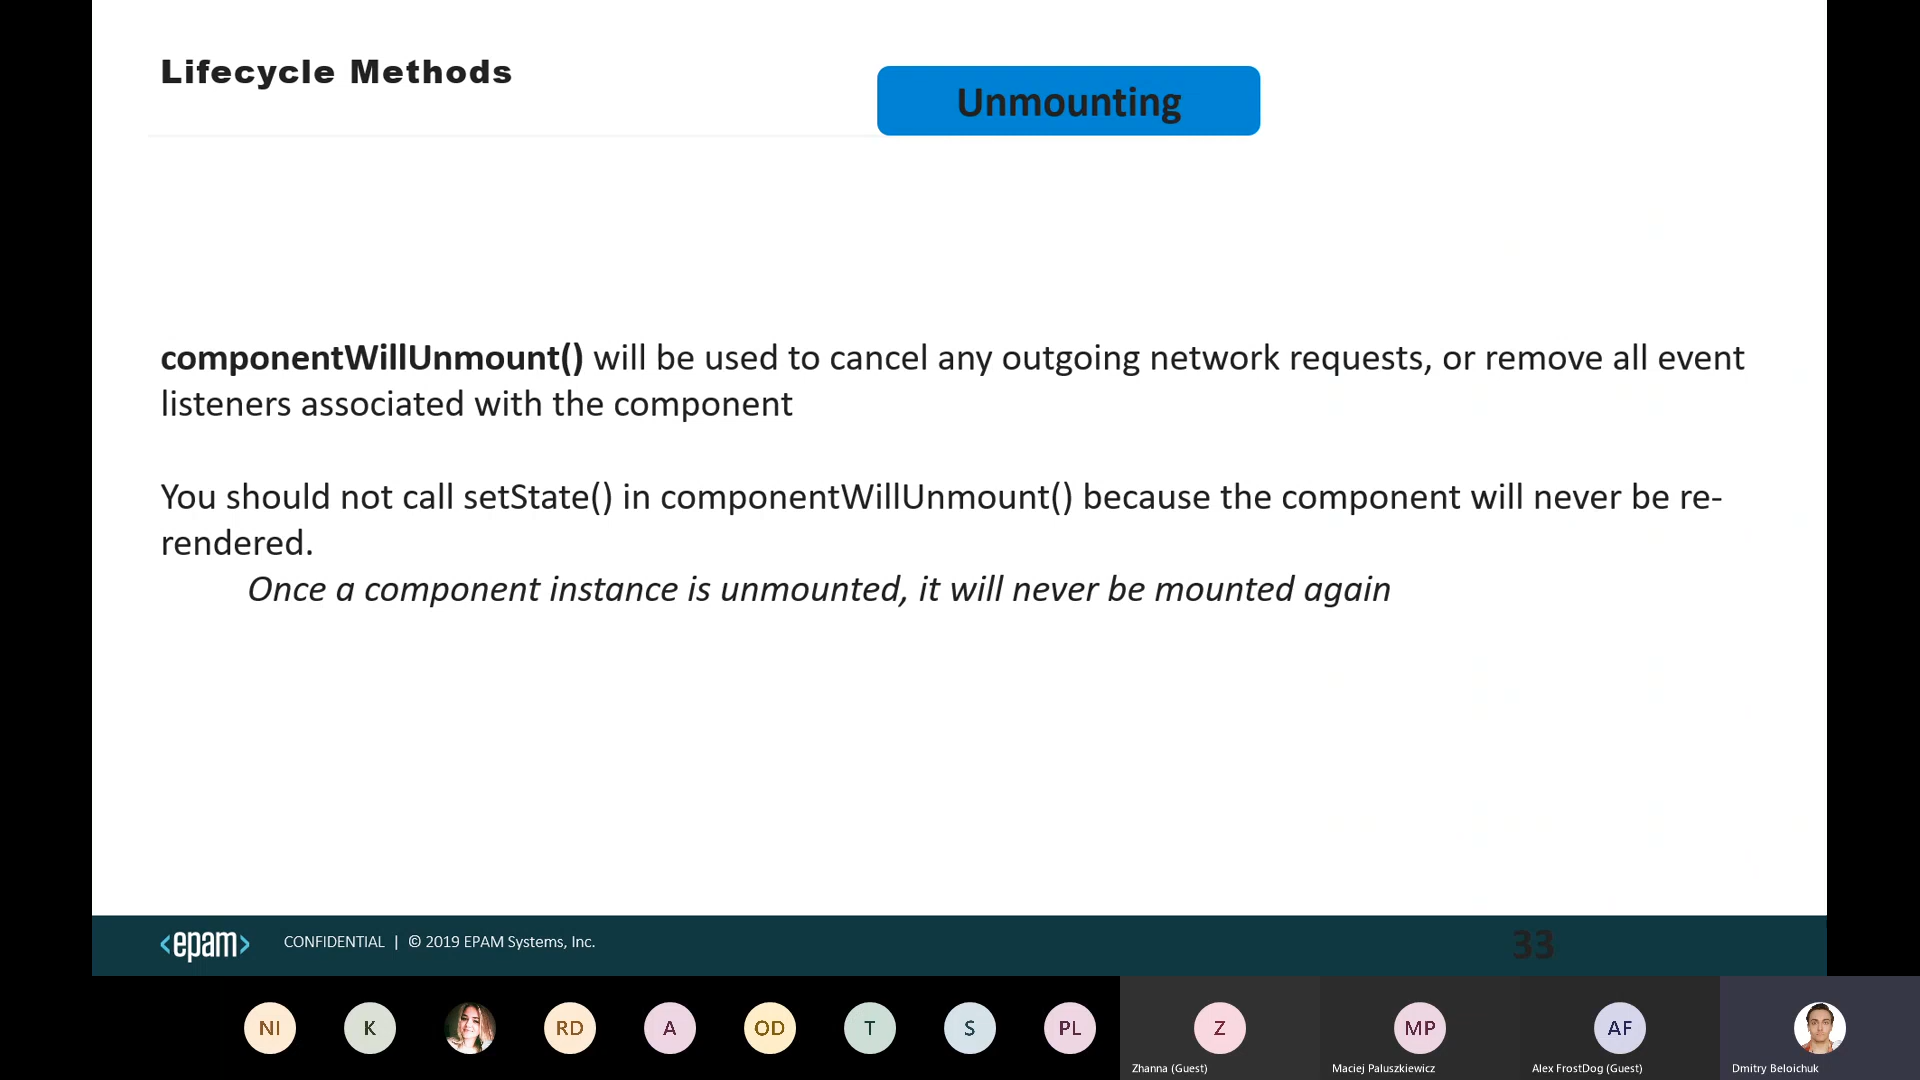 Lifecycle Methods
Unmounting
componentWillUnmount() will be used to cancel any outgoing network requests, or remove all event
listeners associated with the component
You should not call setState() in componentWillUnmount() because the component will never be re-
rendered.
Once a component instance is unmounted, it will never be mounted again
<epam> CONFIDENTIAL | © 2019 EPAM Systems, Inc. 33
NI K RD A OD T S PL Z MP AF
Zhanna (Guest) Maciej Paluszkiewicz Alex FrostDog (Guest) Dmitry Beloichuk